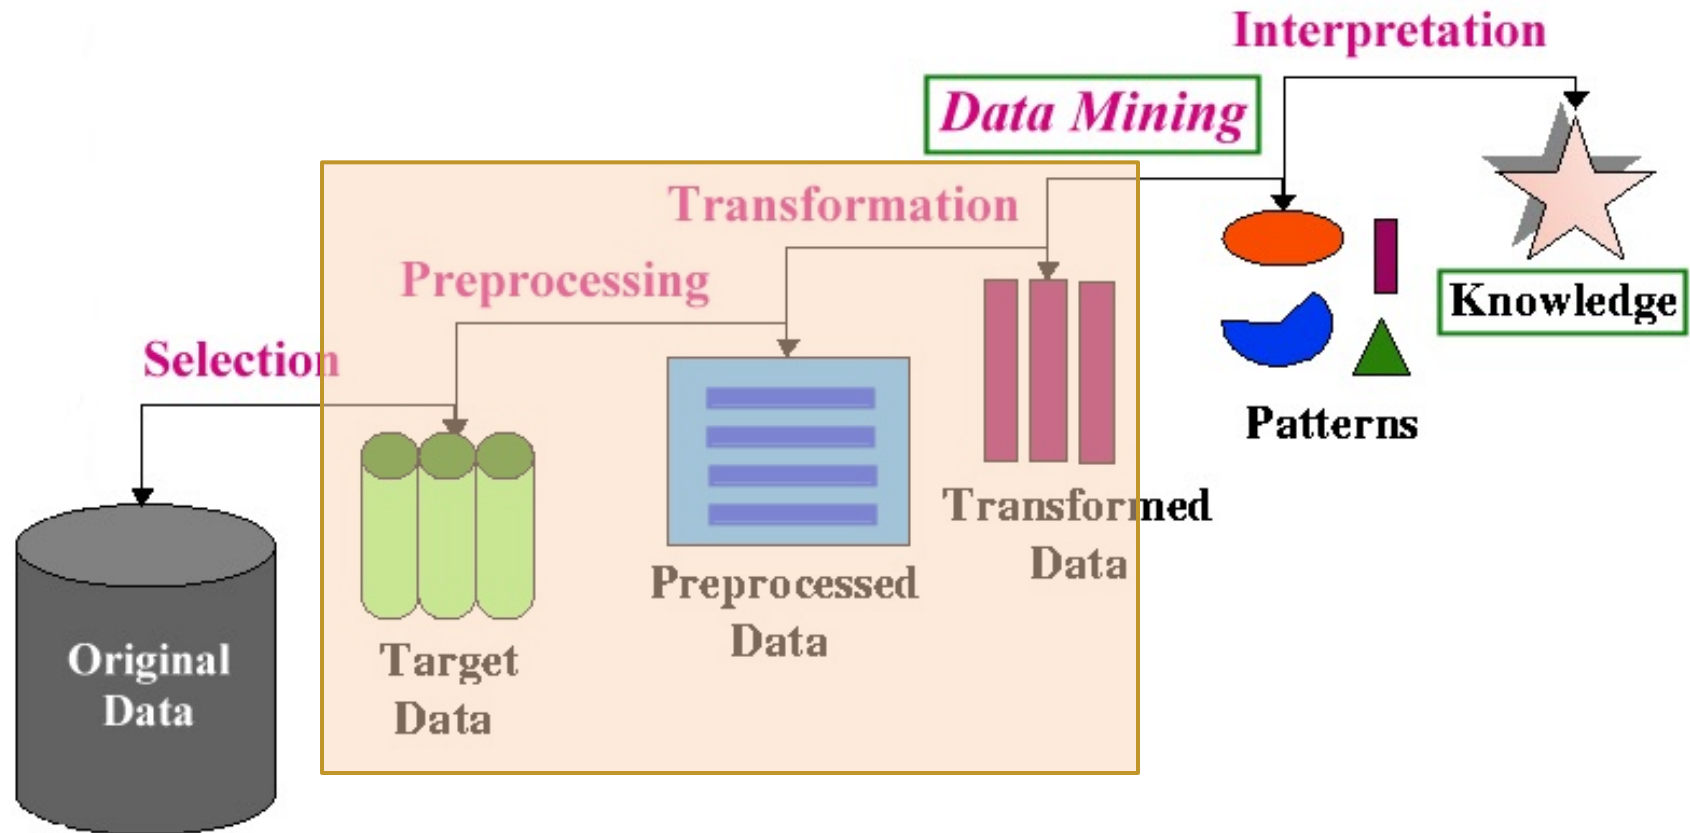 Interpretation
Data Mining
Transformation
Preprocessing
Selection
Knowledge
Patterns
Transformed
Data
Preprocessed
Data
Target
Data
Original
Data